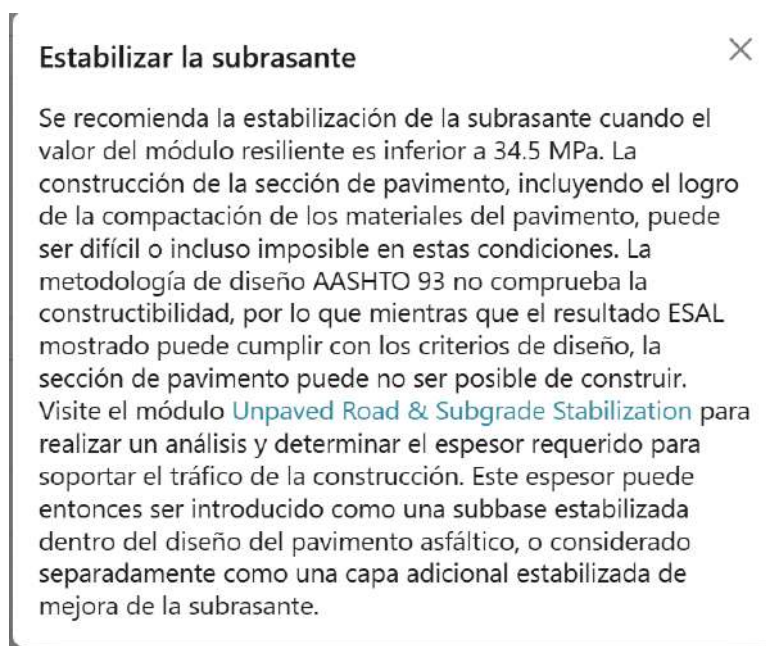 Estabilizar la subrasante
Se recomienda la estabilización de la subrasante cuando el
valor del módulo resiliente es inferior a 34.5 MPa. La
construcción de la sección de pavimento, incluyendo el logro
de la compactación de los materiales del pavimento, puede
ser difícil o incluso imposible en estas condiciones. La
metodología de diseño AASHTO 93 no comprueba la
constructibilidad, por lo que mientras que el resultado ESAL
mostrado puede cumplir con los criterios de diseño, la
sección de pavimento puede no ser posible de construir.
Visite el módulo Unpaved Road & Subgrade Stabilization para
realizar un análisis y determinar el espesor requerido para
soportar el tráfico de la construcción. Este espesor puede
entonces ser introducido como una subbase estabilizada
dentro del diseño del pavimento asfáltico, o considerado
separadamente como una capa adicional estabilizada de
mejora de la subrasante.